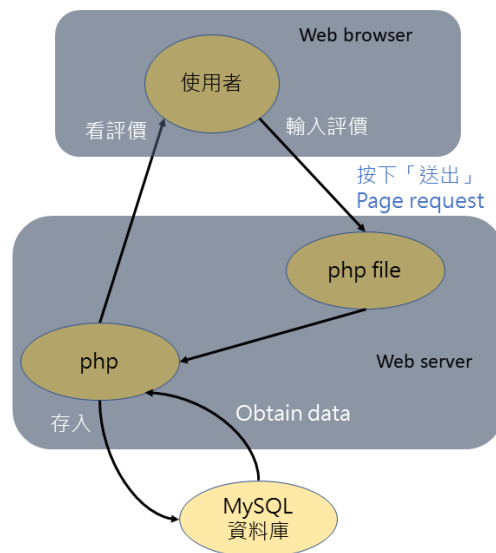 Web browser
使用者
看評價
輸入評價
按下「送出」
Page request
php file
php
Web server
存入
Obtain data
MySQL
資料庫